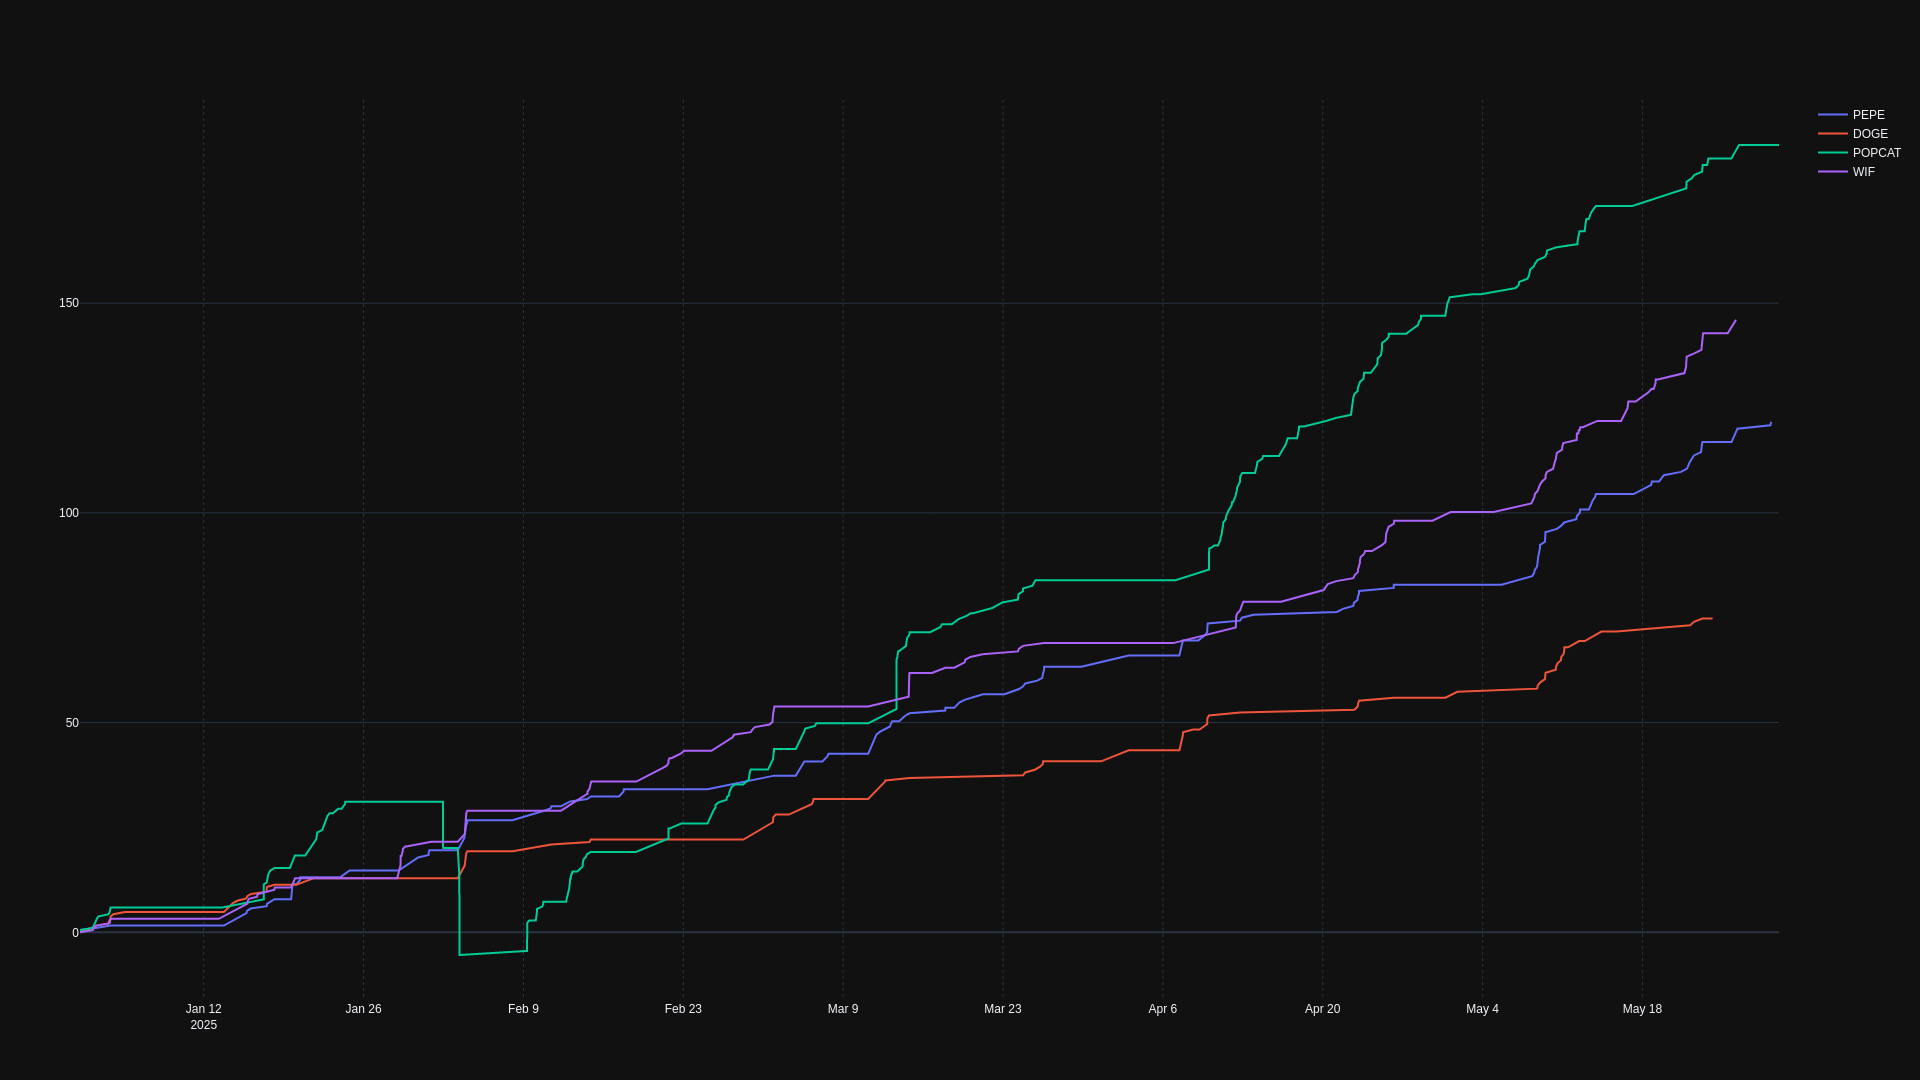 PEPE
DOGE
POPCAT
WIF
150
100
50
0
Jan 12
2025
Jan 26
Feb 9
Feb 23
Mar 9
Mar 23
Apr 6
Apr 20
May 4
May 18